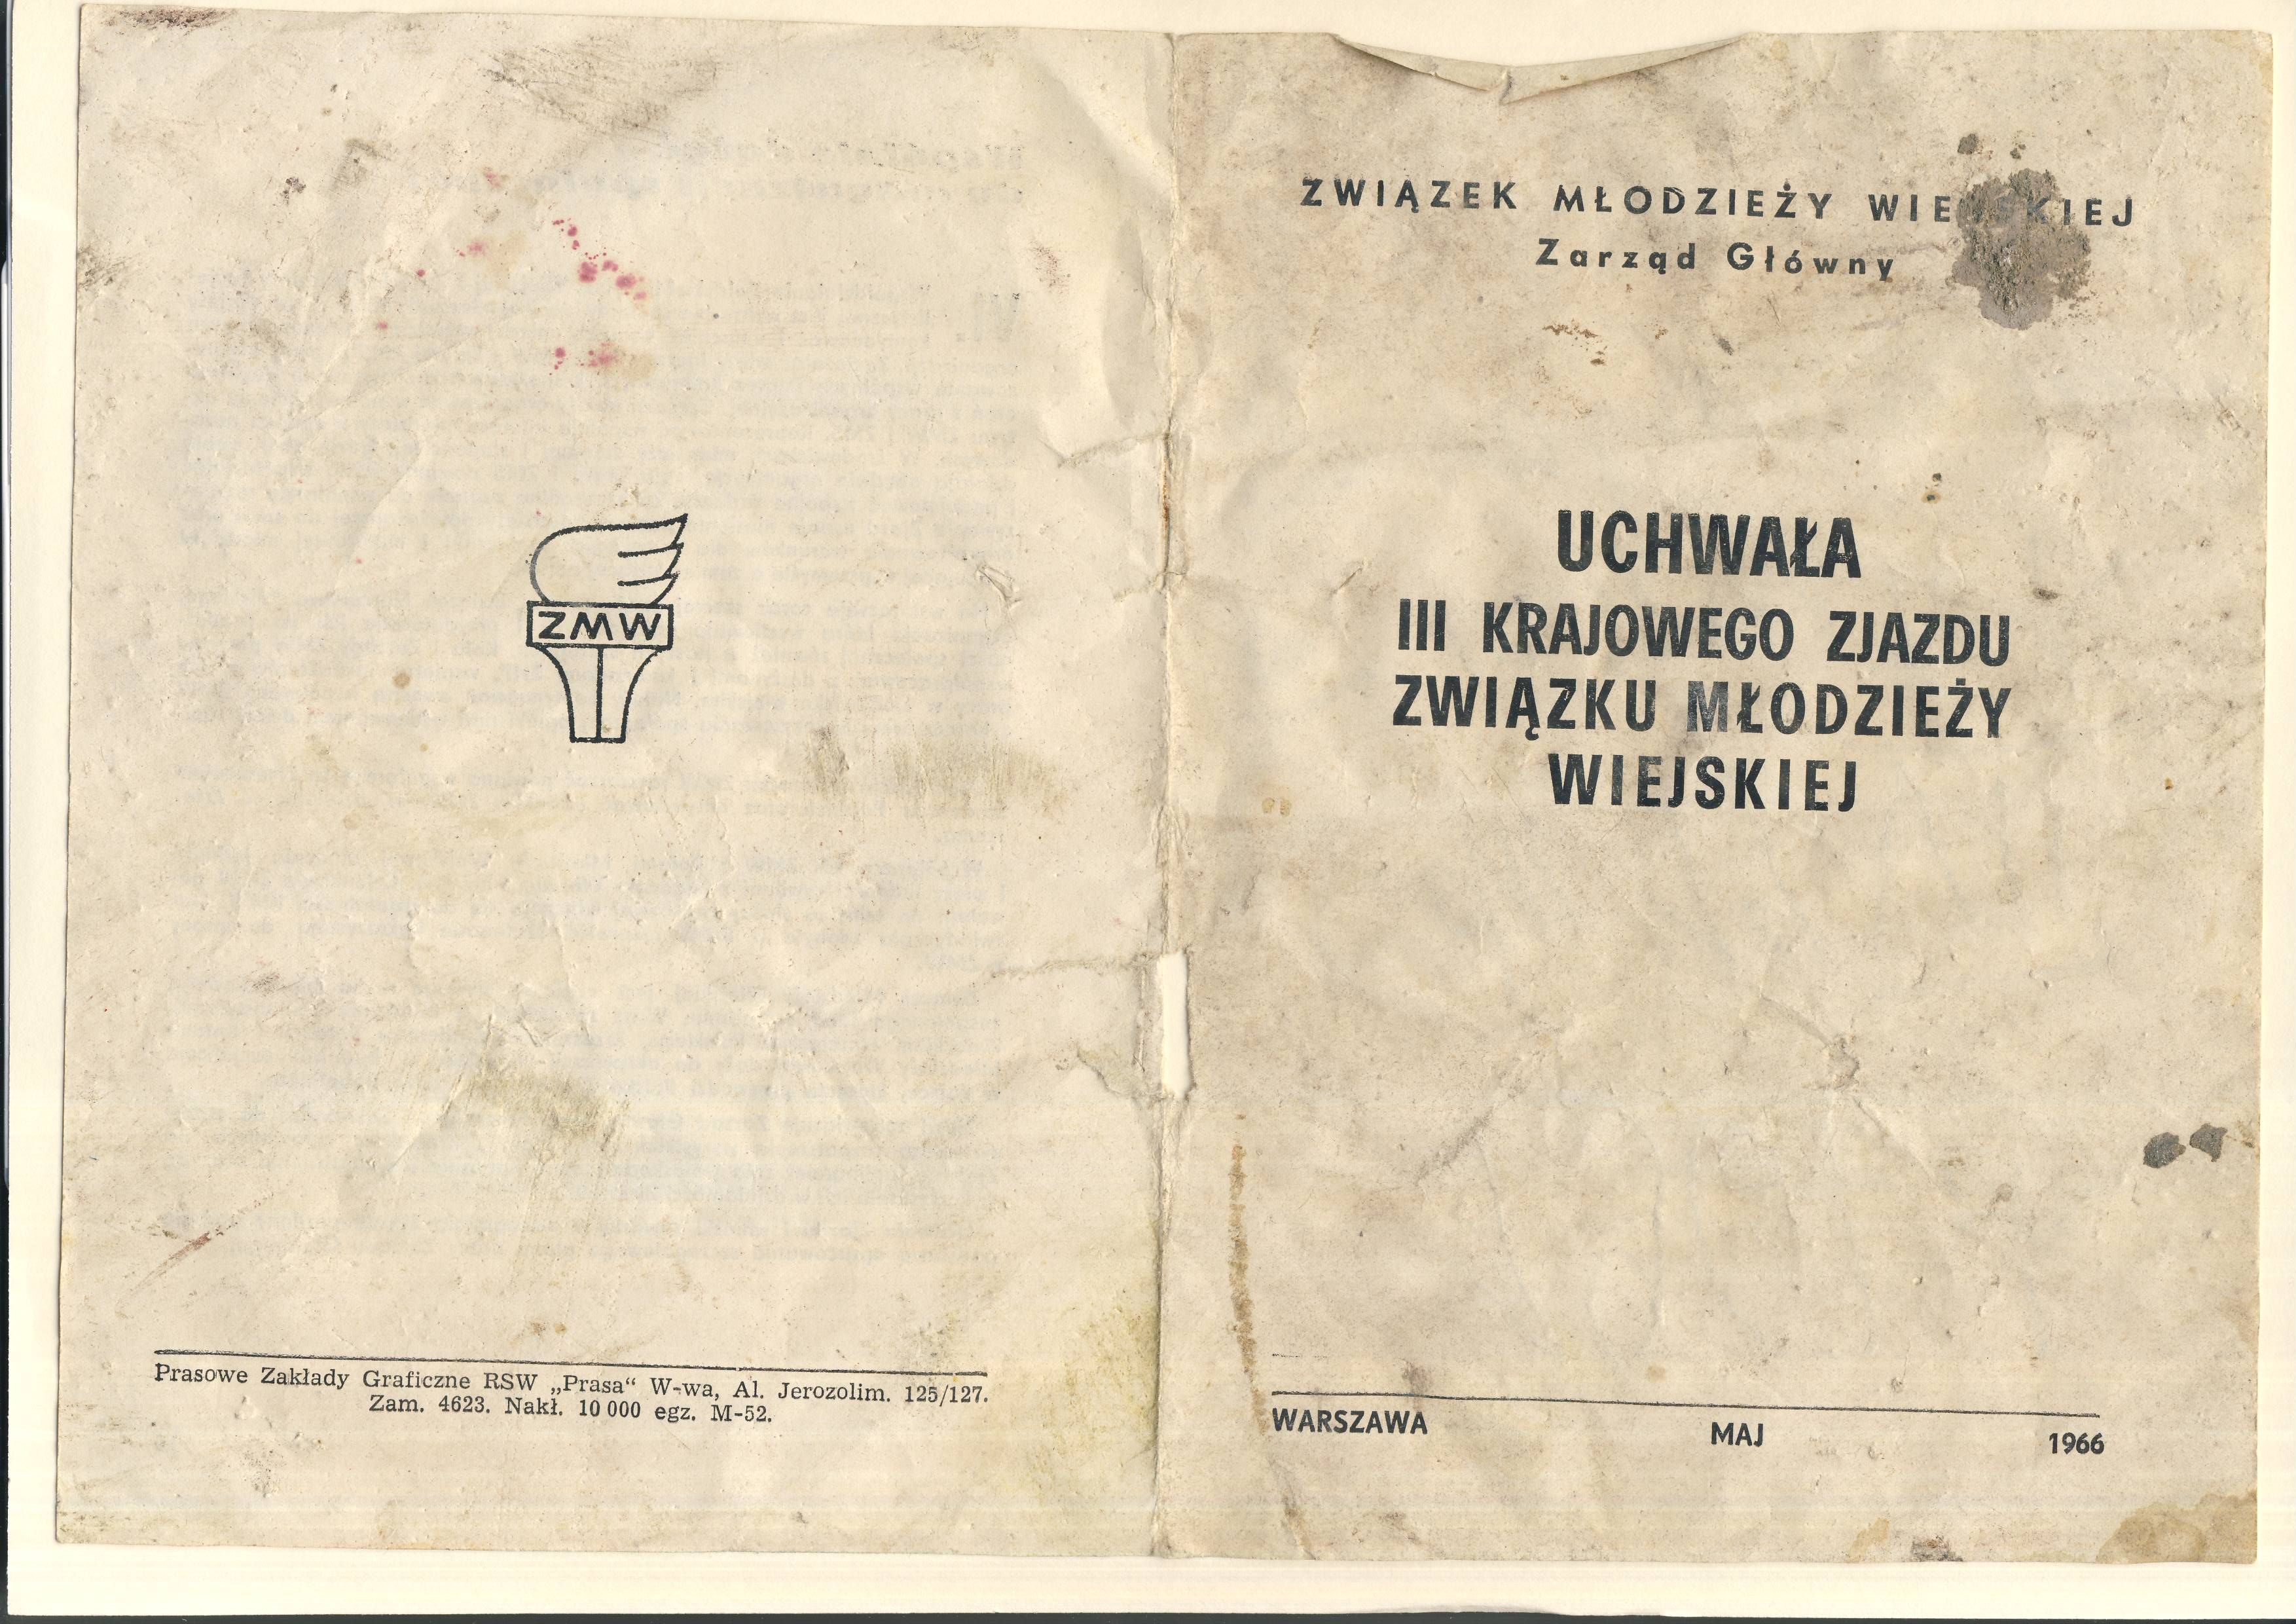 ZMW
Prasowe Zakłady Graficzne RSW „Prasa“ W-wa, Al. Jerozolim. 125/127.
Zam. 4623. Nakł. 10 000 egz. M-52.
ZWIĄZEK MŁODZIEŻY WIEJSKIEJ
Zarząd Główny
UCHWAŁA
III KRAJOWEGO ZJAZDU
ZWIĄZKU MŁODZIEŻY
WIEJSKIEJ
WARSZAWA MAJ 1966